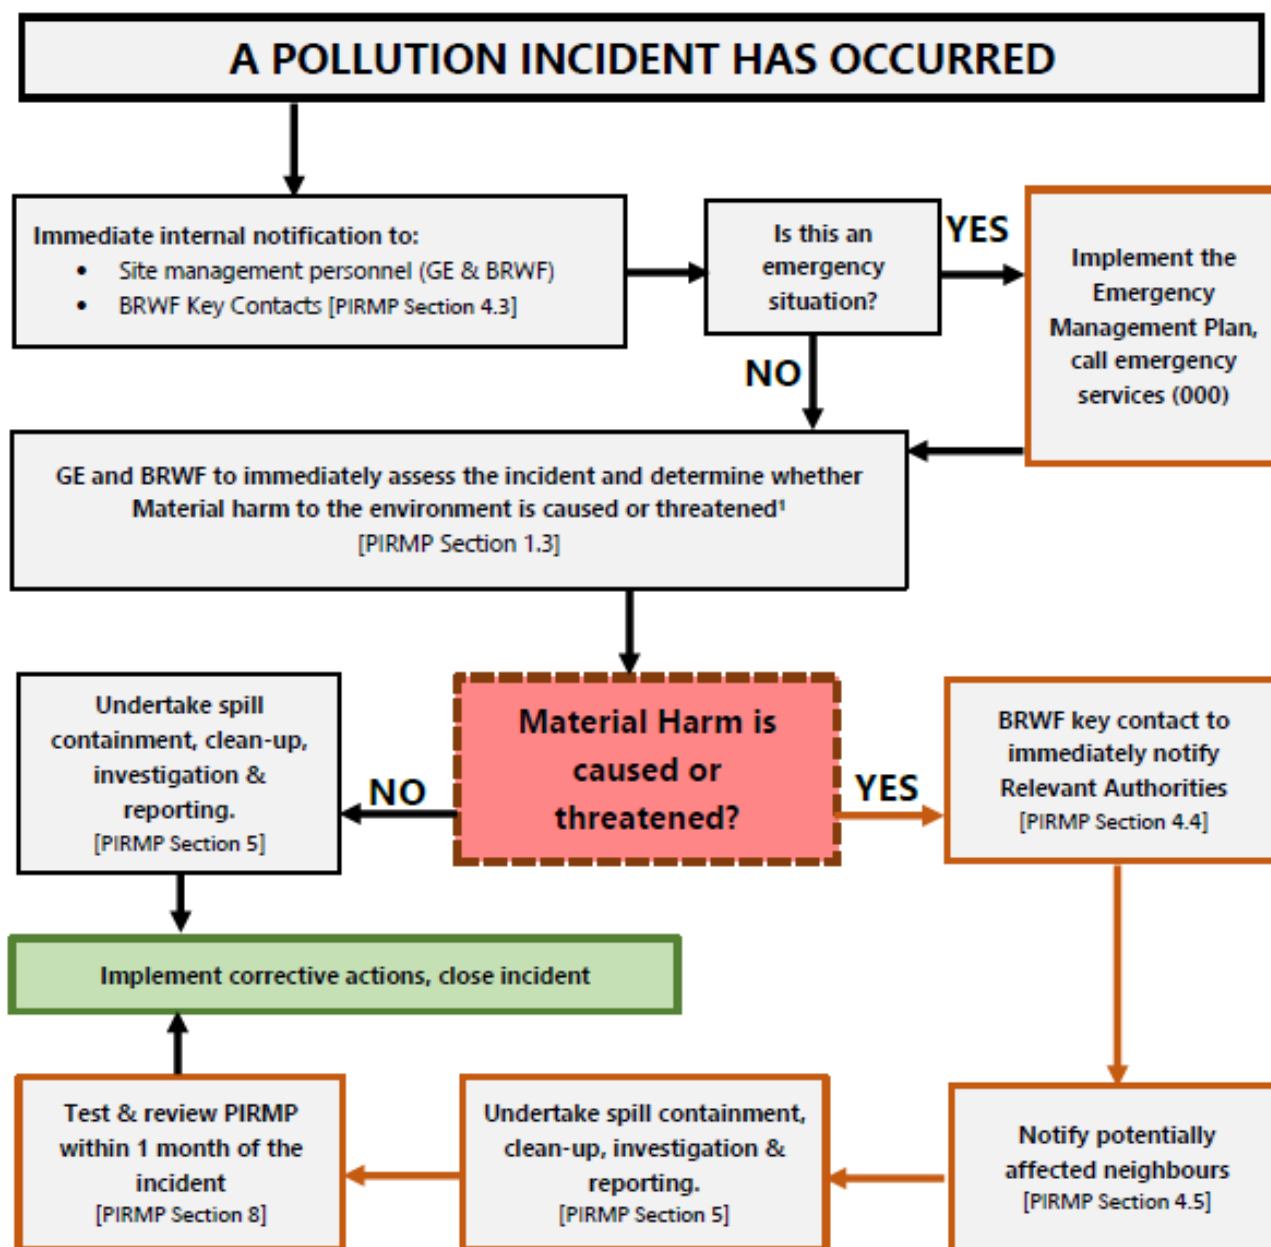 A POLLUTION INCIDENT HAS OCCURRED
Immediate internal notification to:
• Site management personnel (GE & BRWF)
• BRWF Key Contacts [PIRMP Section 4.3]
Is this an
emergency
situation?
YES
Implement the
Emergency
Management Plan,
call emergency
services (000)
NO
GE and BRWF to immediately assess the incident and determine whether
Material harm to the environment is caused or threatened¹
[PIRMP Section 1.3]
Undertake spill
containment, clean-up,
investigation &
reporting.
[PIRMP Section 5]
NO
Material Harm is
caused or
threatened?
YES
BRWF key contact to
immediately notify
Relevant Authorities
[PIRMP Section 4.4]
Implement corrective actions, close incident
Test & review PIRMP
within 1 month of the
incident
[PIRMP Section 8]
Undertake spill containment,
clean-up, investigation &
reporting.
[PIRMP Section 5]
Notify potentially
affected neighbours
[PIRMP Section 4.5]